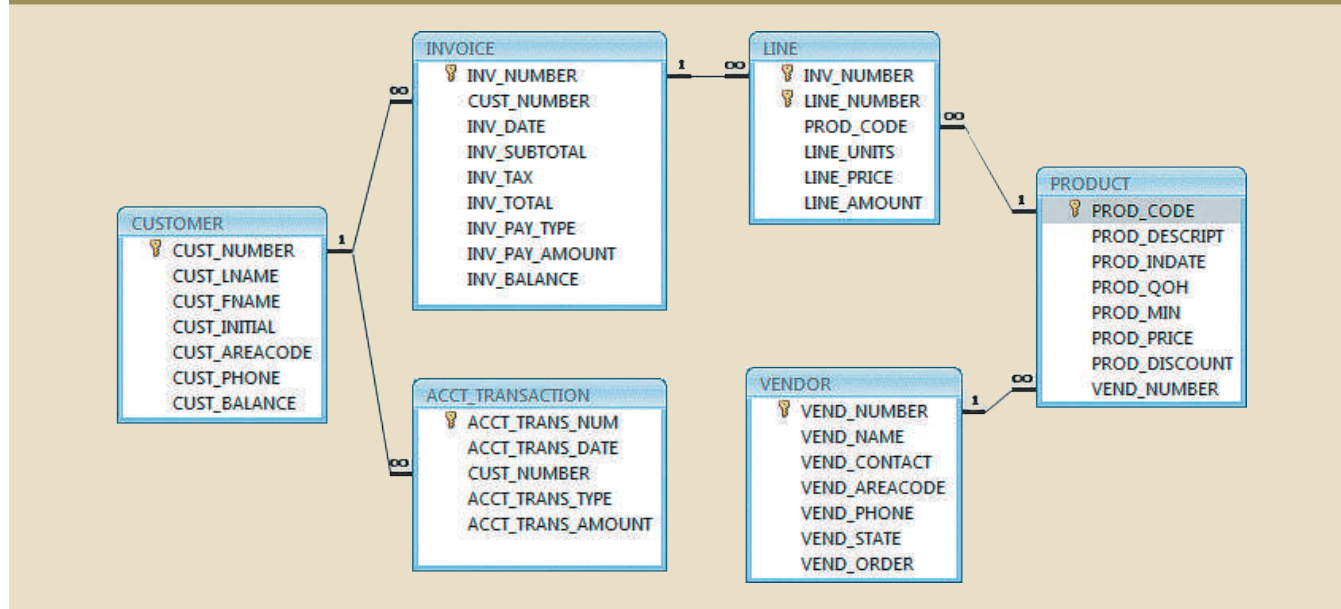 INVOICE
INV_NUMBER
CUST_NUMBER
INV_DATE
INV_SUBTOTAL
INV_TAX
INV_TOTAL
INV_PAY_TYPE
INV_PAY_AMOUNT
INV_BALANCE
1
∞
LINE
INV_NUMBER
LINE_NUMBER
PROD_CODE
LINE_UNITS
LINE_PRICE
LINE_AMOUNT
∞
1
PRODUCT
PROD_CODE
PROD_DESCRIPT
PROD_INDATE
PROD_QOH
PROD_MIN
PROD_PRICE
PROD_DISCOUNT
VEND_NUMBER
CUSTOMER
CUST_NUMBER
CUST_LNAME
CUST_FNAME
CUST_INITIAL
CUST_AREACODE
CUST_PHONE
CUST_BALANCE
1
∞
∞
ACCT_TRANSACTION
ACCT_TRANS_NUM
ACCT_TRANS_DATE
CUST_NUMBER
ACCT_TRANS_TYPE
ACCT_TRANS_AMOUNT
VENDOR
VEND_NUMBER
VEND_NAME
VEND_CONTACT
VEND_AREACODE
VEND_PHONE
VEND_STATE
VEND_ORDER
1
∞